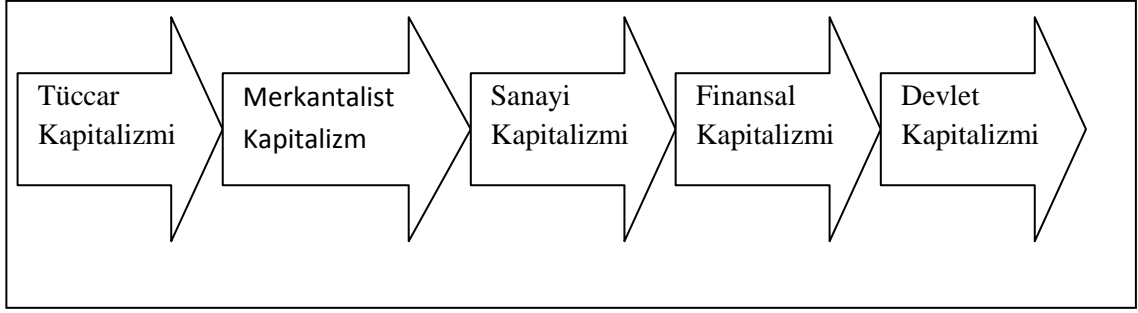 Tüccar
Kapitalizmi
Merkantalist
Kapitalizm
Sanayi
Kapitalizmi
Finansal
Kapitalizmi
Devlet
Kapitalizmi